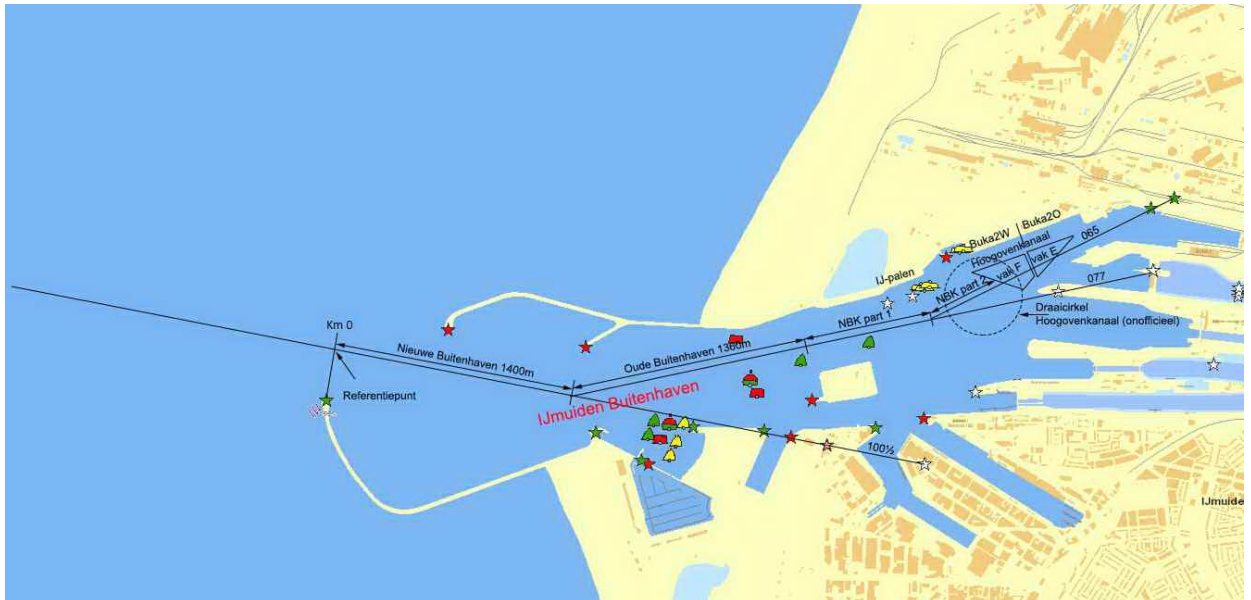 Buka2W
Buka2O
Hoogovenkanaal
065
vak F
vak E
IJ-palen
NBK part 2
077
NBK part 1
Draaicirkel
Hoogovenkanaal (onofficieel)
Km 0
Nieuwe Buitenhaven 1400m
Oude Buitenhaven 1360m
Referentiepunt
IJmuiden Buitenhaven
100½
IJmuide